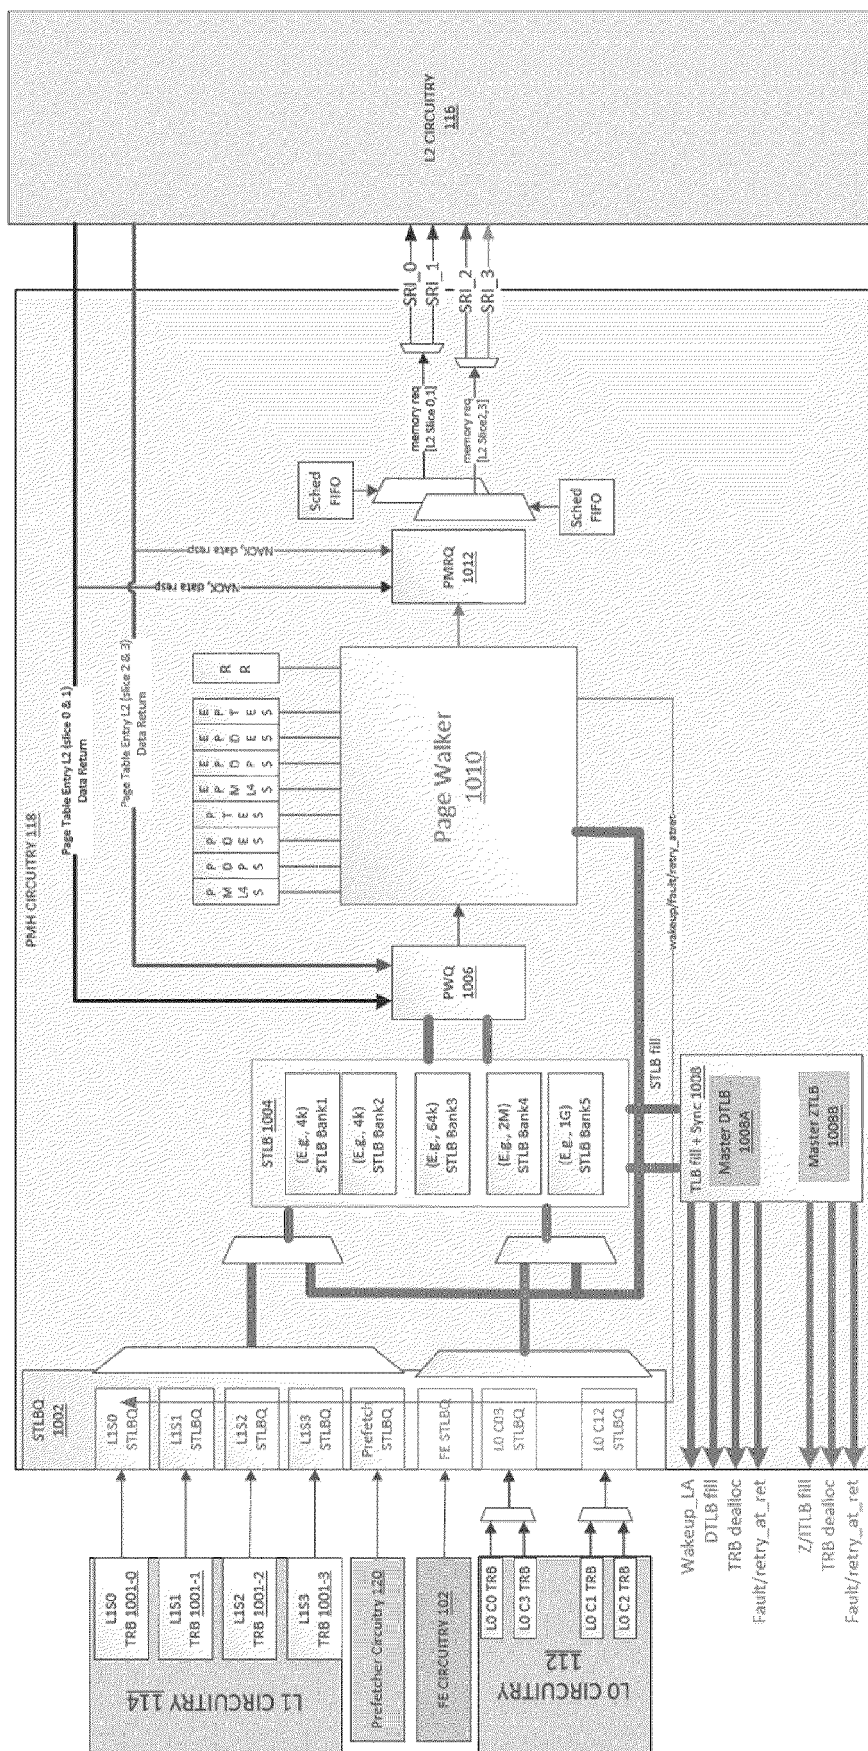 L2 CIRCUITRY
116
PMH CIRCUITRY 118
Page Table Entry L2 (slice 0 & 1)
Data Return
Page Table Entry L2 (slice 2 & 3)
Data Return
NACK, data resp
NACK, data resp
SRI_0
SRI_1
SRI_2
SRI_3
memory req
[L2 Slice 0,1]
memory req
[L2 Slice2,3]
Sched
FIFO
Sched
FIFO
PMRQ
1012
R R
E P T E S
E P D E S
E P D P S
E P M L4 S
P T E S
P D E S
P D P S
P M L4 S
Page Walker
1010
PWQ
1006
wakeup/fault/retry_atret
STLB fill
STLB 1004
(E.g., 4k)
STLB Bank1
(E.g., 4k)
STLB Bank2
(E.g., 64k)
STLB Bank3
(E.g., 2M)
STLB Bank4
(E.g., 1G)
STLB Bank5
TLB fill + Sync 1008
Master DTLB
1008A
Master ZTLB
1008B
STLBQ
1002
L1S0
STLBQ
L1S1
STLBQ
L1S2
STLBQ
L1S3
STLBQ
Prefetch
STLBQ
FE STLBQ
L0 C03
STLBQ
L0 C12
STLBQ
Wakeup_LA
DTLB fill
TRB dealloc
Fault/retry_at_ret
Z/ITLB fill
TRB dealloc
Fault/retry_at_ret
L1S0
TRB 1001-0
L1S1
TRB 1001-1
L1S2
TRB 1001-2
L1S3
TRB 1001-3
L1 CIRCUITRY 114
Prefetcher Circuitry 120
FE CIRCUITRY 102
L0 C0 TRB
L0 C3 TRB
L0 C1 TRB
L0 C2 TRB
L0 CIRCUITRY
112